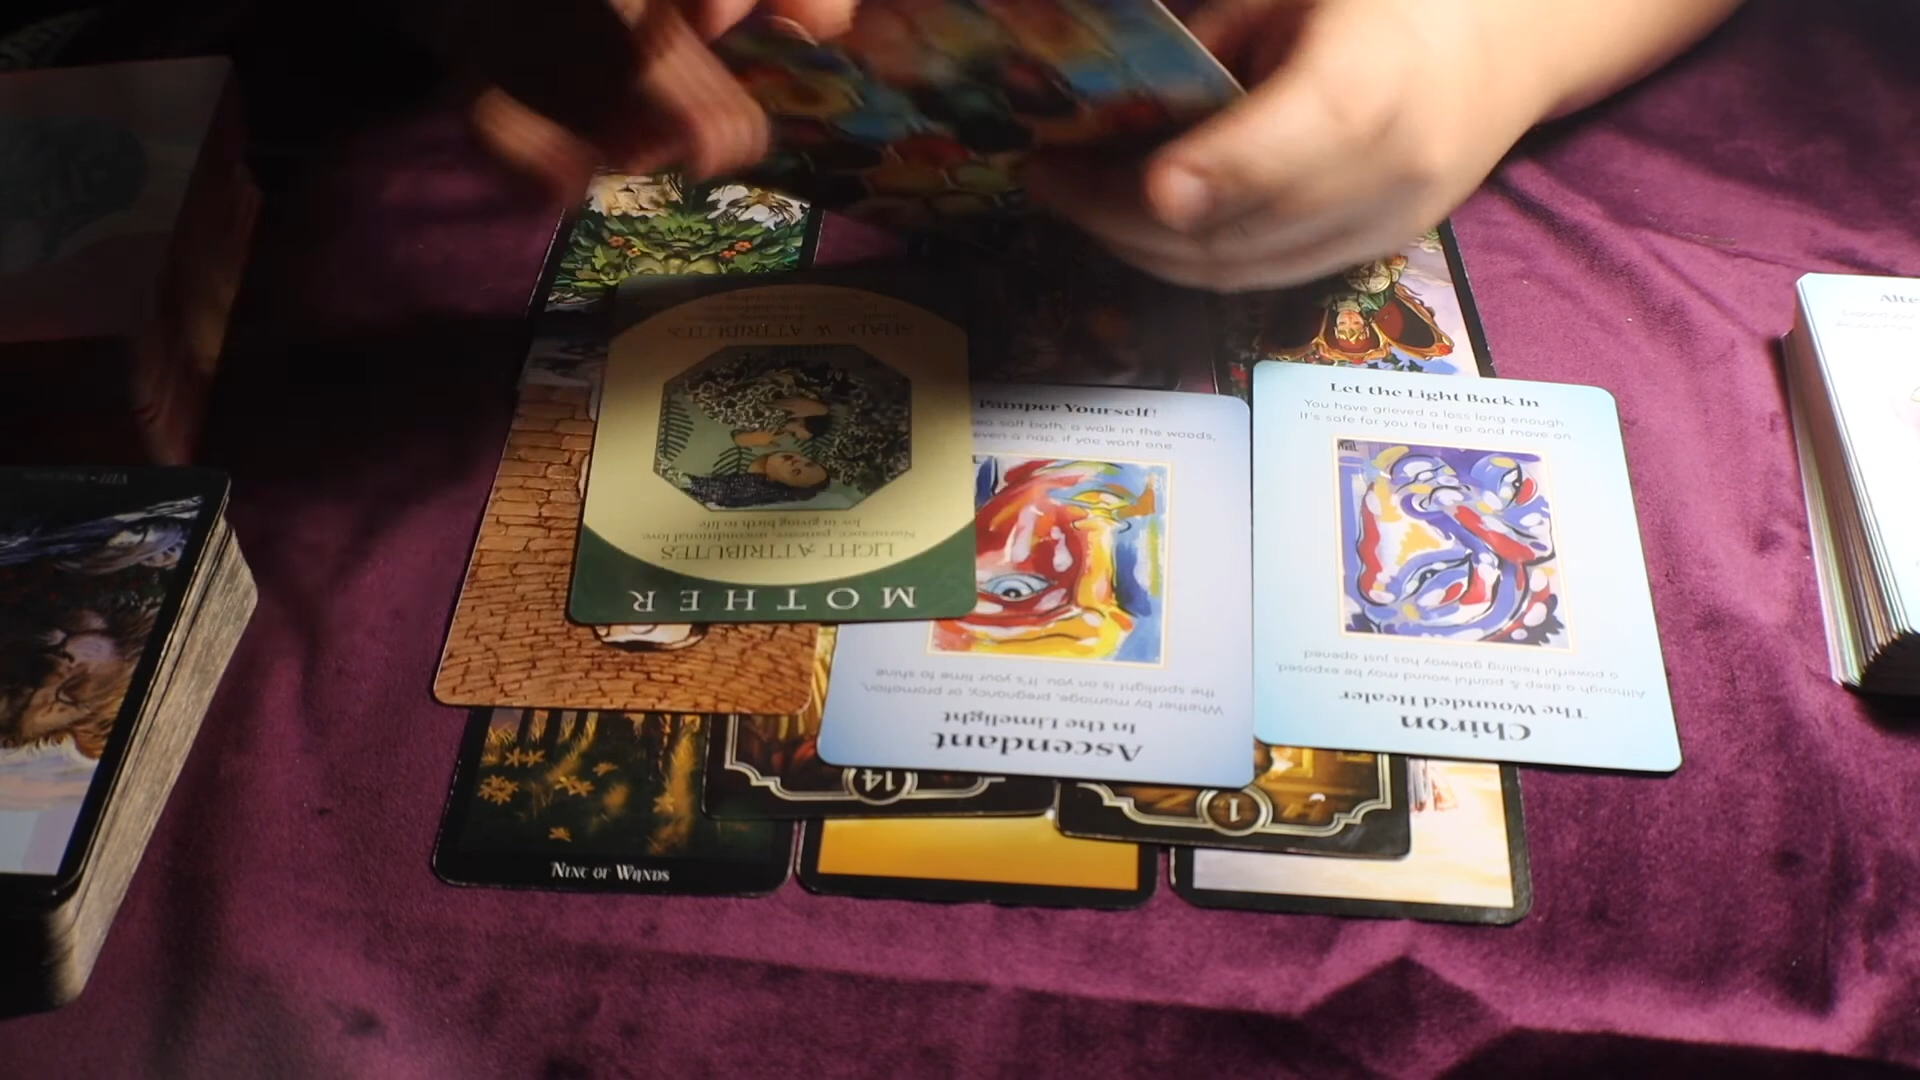 VIII
SHADOW ATTRIBUTES
LIGHT ATTRIBUTES
Nurturance, patience, unconditional love.
Joy in giving birth to life
MOTHER
Pamper Yourself!
sea salt bath, a walk in the woods,
even a nap, if you want one.
Ascendant
In the Limelight
Whether by marriage, pregnancy, or promotion,
the spotlight is on you. It's your time to shine
Let the Light Back In
You have grieved a loss long enough.
It's safe for you to let go and move on
Chiron
The Wounded Healer
Although a deep & painful wound may be exposed,
a powerful healing gateway has just opened.
14
1
NINE OF WANDS
Alte